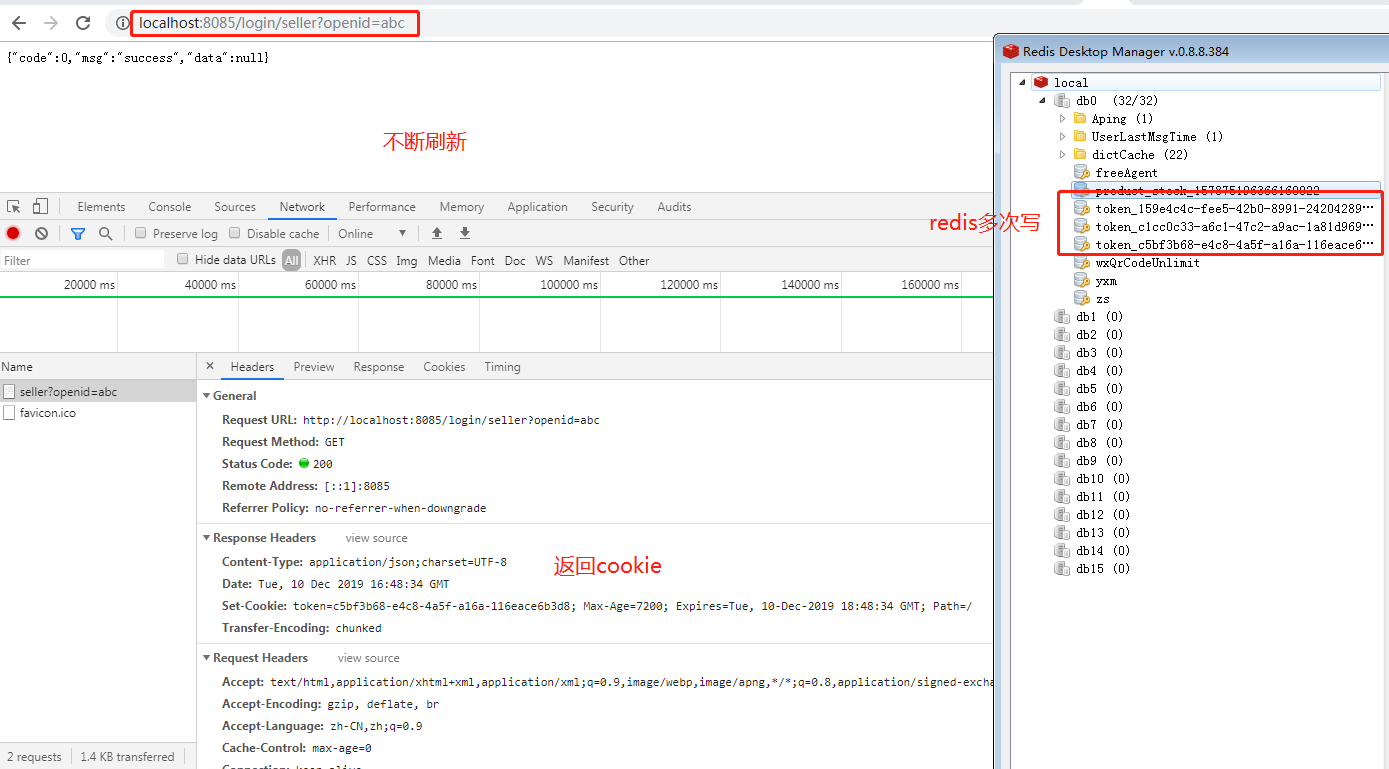 localhost:8085/login/seller?openid=abc
{"code":0,"msg":"success","data":null}
不断刷新
Elements Console Sources Network Performance Memory Application Security Audits
Preserve log Disable cache Online
Filter Hide data URLs All XHR JS CSS Img Media Font Doc WS Manifest Other
20000 ms 40000 ms 60000 ms 80000 ms 100000 ms 120000 ms 140000 ms 160000 ms
Name
seller?openid=abc
favicon.ico
2 requests 1.4 KB transferred
× Headers Preview Response Cookies Timing
General
Request URL: http://localhost:8085/login/seller?openid=abc
Request Method: GET
Status Code: 200
Remote Address: [::1]:8085
Referrer Policy: no-referrer-when-downgrade
Response Headers view source
Content-Type: application/json;charset=UTF-8
返回cookie
Date: Tue, 10 Dec 2019 16:48:34 GMT
Set-Cookie: token=c5bf3b68-e4c8-4a5f-a16a-116eace6b3d8; Max-Age=7200; Expires=Tue, 10-Dec-2019 18:48:34 GMT; Path=/
Transfer-Encoding: chunked
Request Headers view source
Accept: text/html,application/xhtml+xml,application/xml;q=0.9,image/webp,image/apng,*/*;q=0.8,application/signed-excha
Accept-Encoding: gzip, deflate, br
Accept-Language: zh-CN,zh;q=0.9
Cache-Control: max-age=0
Connection: keep-alive
Redis Desktop Manager v.0.8.8.384
local
db0 (32/32)
Aping (1)
UserLastMsgTime (1)
dictCache (22)
freeAgent
redis多次写
token_159e4c4c-fee5-42b0-8991-24204289···
token_c1cc0c33-a6c1-47c2-a9ac-1a81d969···
token_c5bf3b68-e4c8-4a5f-a16a-116eace6···
wxQrCodeUnlimit
yxm
zs
db1 (0)
db2 (0)
db3 (0)
db4 (0)
db5 (0)
db6 (0)
db7 (0)
db8 (0)
db9 (0)
db10 (0)
db11 (0)
db12 (0)
db13 (0)
db14 (0)
db15 (0)